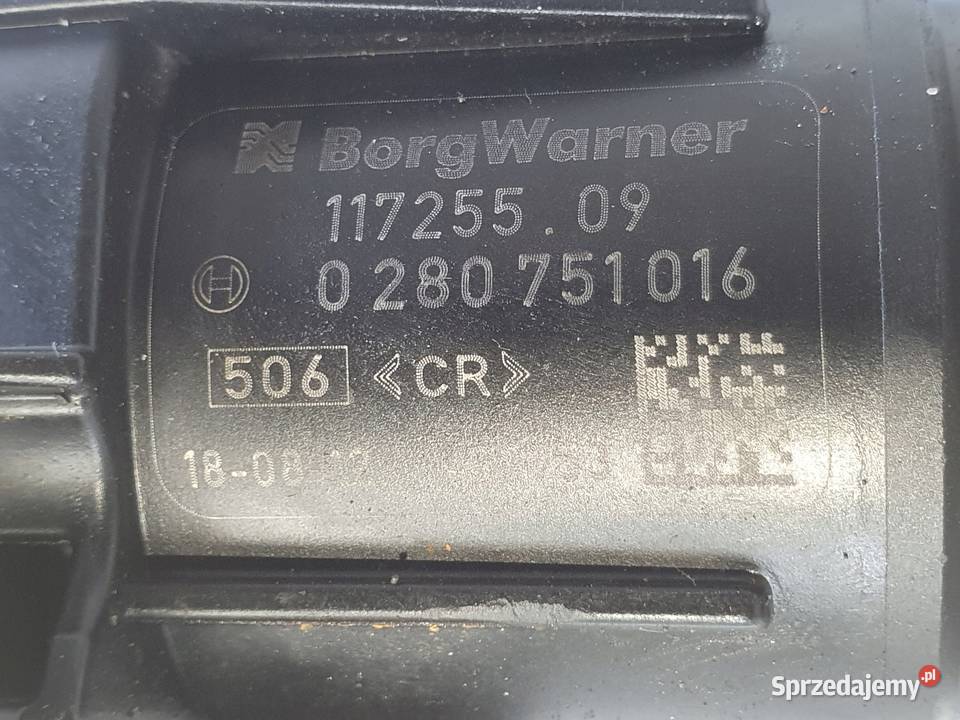 BorgWarner
117255.09
0 280 751 016
506 «CR»
Sprzedajemy.pl